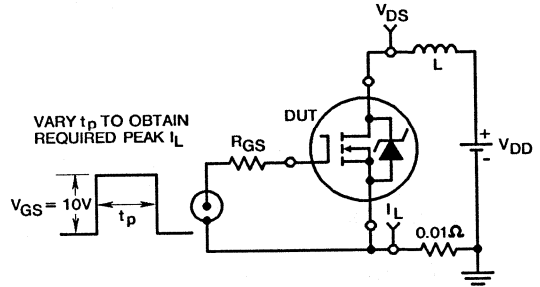 VDS
L
VARY tp TO OBTAIN
REQUIRED PEAK IL
DUT
RGS
+
VDD
-
VGS = 10V
tp
IL
0.01Ω